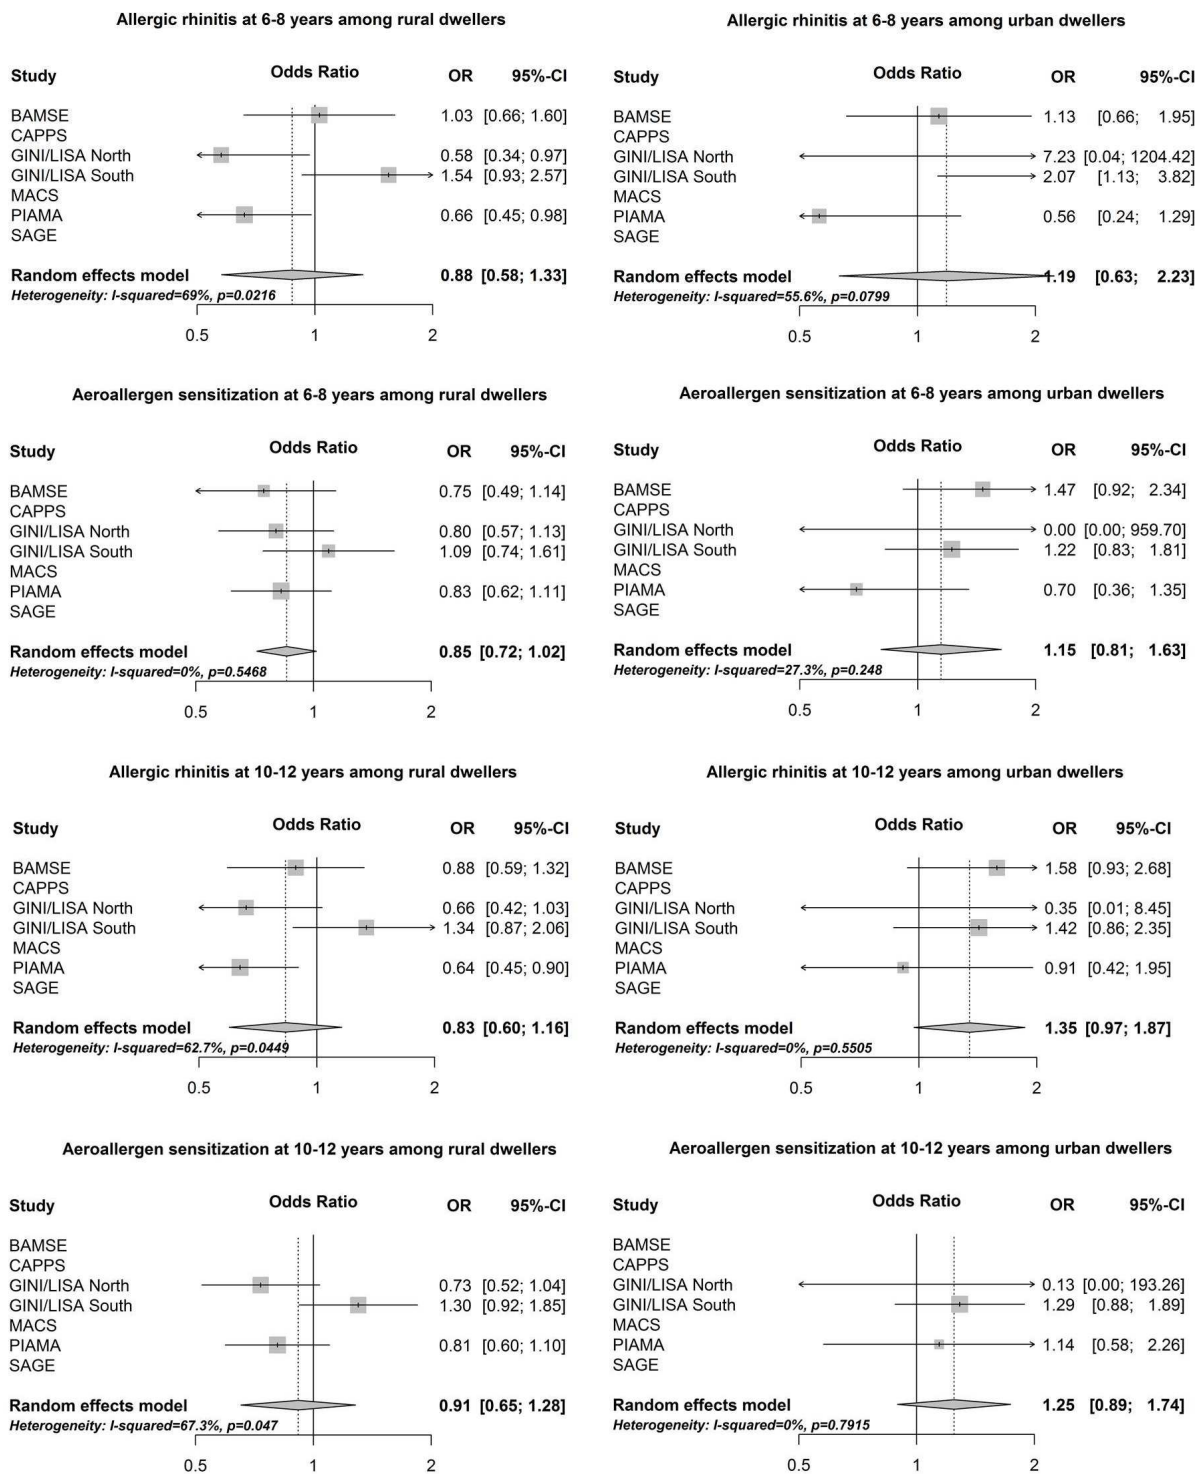 Allergic rhinitis at 6-8 years among rural dwellers
Study Odds Ratio OR 95%-CI
BAMSE 1.03 [0.66; 1.60]
CAPPS
GINI/LISA North 0.58 [0.34; 0.97]
GINI/LISA South 1.54 [0.93; 2.57]
MACS
PIAMA 0.66 [0.45; 0.98]
SAGE
Random effects model 0.88 [0.58; 1.33]
Heterogeneity: I-squared=69%, p=0.0216
0.5 1 2
Allergic rhinitis at 6-8 years among urban dwellers
Study Odds Ratio OR 95%-CI
BAMSE 1.13 [0.66; 1.95]
CAPPS
GINI/LISA North 7.23 [0.04; 1204.42]
GINI/LISA South 2.07 [1.13; 3.82]
MACS
PIAMA 0.56 [0.24; 1.29]
SAGE
Random effects model 1.19 [0.63; 2.23]
Heterogeneity: I-squared=55.6%, p=0.0799
0.5 1 2
Aeroallergen sensitization at 6-8 years among rural dwellers
Study Odds Ratio OR 95%-CI
BAMSE 0.75 [0.49; 1.14]
CAPPS
GINI/LISA North 0.80 [0.57; 1.13]
GINI/LISA South 1.09 [0.74; 1.61]
MACS
PIAMA 0.83 [0.62; 1.11]
SAGE
Random effects model 0.85 [0.72; 1.02]
Heterogeneity: I-squared=0%, p=0.5468
0.5 1 2
Aeroallergen sensitization at 6-8 years among urban dwellers
Study Odds Ratio OR 95%-CI
BAMSE 1.47 [0.92; 2.34]
CAPPS
GINI/LISA North 0.00 [0.00; 959.70]
GINI/LISA South 1.22 [0.83; 1.81]
MACS
PIAMA 0.70 [0.36; 1.35]
SAGE
Random effects model 1.15 [0.81; 1.63]
Heterogeneity: I-squared=27.3%, p=0.248
0.5 1 2
Allergic rhinitis at 10-12 years among rural dwellers
Study Odds Ratio OR 95%-CI
BAMSE 0.88 [0.59; 1.32]
CAPPS
GINI/LISA North 0.66 [0.42; 1.03]
GINI/LISA South 1.34 [0.87; 2.06]
MACS
PIAMA 0.64 [0.45; 0.90]
SAGE
Random effects model 0.83 [0.60; 1.16]
Heterogeneity: I-squared=62.7%, p=0.0449
0.5 1 2
Allergic rhinitis at 10-12 years among urban dwellers
Study Odds Ratio OR 95%-CI
BAMSE 1.58 [0.93; 2.68]
CAPPS
GINI/LISA North 0.35 [0.01; 8.45]
GINI/LISA South 1.42 [0.86; 2.35]
MACS
PIAMA 0.91 [0.42; 1.95]
SAGE
Random effects model 1.35 [0.97; 1.87]
Heterogeneity: I-squared=0%, p=0.5505
0.5 1 2
Aeroallergen sensitization at 10-12 years among rural dwellers
Study Odds Ratio OR 95%-CI
BAMSE
CAPPS
GINI/LISA North 0.73 [0.52; 1.04]
GINI/LISA South 1.30 [0.92; 1.85]
MACS
PIAMA 0.81 [0.60; 1.10]
SAGE
Random effects model 0.91 [0.65; 1.28]
Heterogeneity: I-squared=67.3%, p=0.047
0.5 1 2
Aeroallergen sensitization at 10-12 years among urban dwellers
Study Odds Ratio OR 95%-CI
BAMSE
CAPPS
GINI/LISA North 0.13 [0.00; 193.26]
GINI/LISA South 1.29 [0.88; 1.89]
MACS
PIAMA 1.14 [0.58; 2.26]
SAGE
Random effects model 1.25 [0.89; 1.74]
Heterogeneity: I-squared=0%, p=0.7915
0.5 1 2